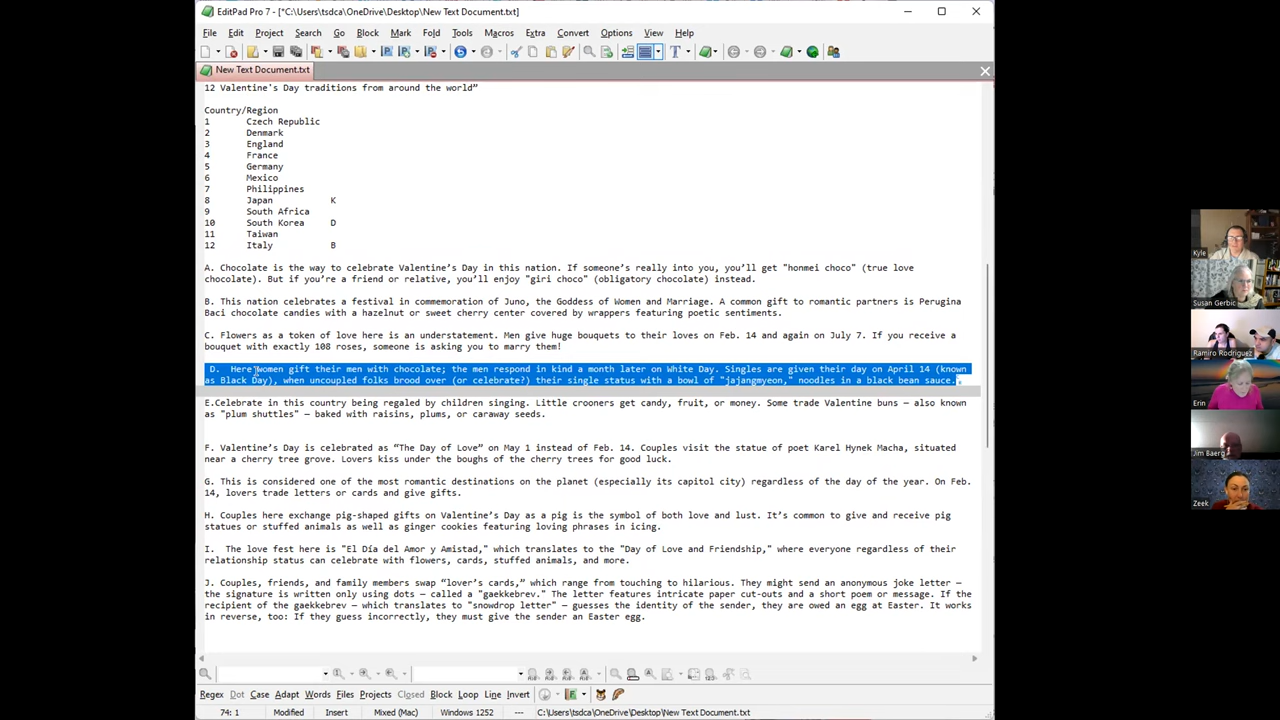 EditPad Pro 7 - [*C:\Users\tsdca\OneDrive\Desktop\New Text Document.txt]
File Edit Project Search Go Block Mark Fold Tools Macros Extra Convert Options View Help
New Text Document.txt
12 Valentine's Day traditions from around the world”
Country/Region
1 Czech Republic
2 Denmark
3 England
4 France
5 Germany
6 Mexico
7 Philippines
8 Japan K
9 South Africa
10 South Korea D
11 Taiwan
12 Italy B
A. Chocolate is the way to celebrate Valentine’s Day in this nation. If someone’s really into you, you’ll get "honmei choco" (true love
chocolate). But if you’re a friend or relative, you’ll enjoy "giri choco" (obligatory chocolate) instead.
B. This nation celebrates a festival in commemoration of Juno, the Goddess of Women and Marriage. A common gift to romantic partners is Perugina
Baci chocolate candies with a hazelnut or sweet cherry center covered by wrappers featuring poetic sentiments.
C. Flowers as a token of love here is an understatement. Men give huge bouquets to their loves on Feb. 14 and again on July 7. If you receive a
bouquet with exactly 108 roses, someone is asking you to marry them!
D. Here women gift their men with chocolate; the men respond in kind a month later on White Day. Singles are given their day on April 14 (known
as Black Day), when uncoupled folks brood over (or celebrate?) their single status with a bowl of "jajangmyeon," noodles in a black bean sauce.
E.Celebrate in this country being regaled by children singing. Little crooners get candy, fruit, or money. Some trade Valentine buns — also known
as "plum shuttles" — baked with raisins, plums, or caraway seeds.
F. Valentine’s Day is celebrated as “The Day of Love” on May 1 instead of Feb. 14. Couples visit the statue of poet Karel Hynek Macha, situated
near a cherry tree grove. Lovers kiss under the boughs of the cherry trees for good luck.
G. This is considered one of the most romantic destinations on the planet (especially its capitol city) regardless of the day of the year. On Feb.
14, lovers trade letters or cards and give gifts.
H. Couples here exchange pig-shaped gifts on Valentine’s Day as a pig is the symbol of both love and lust. It’s common to give and receive pig
statues or stuffed animals as well as ginger cookies featuring loving phrases in icing.
I. The love fest here is "El Día del Amor y Amistad," which translates to the "Day of Love and Friendship," where everyone regardless of their
relationship status can celebrate with flowers, cards, stuffed animals, and more.
J. Couples, friends, and family members swap “lover’s cards,” which range from touching to hilarious. They might send an anonymous joke letter —
the signature is written only using dots — called a "gaekkebrev." The letter features intricate paper cut-outs and a short poem or message. If the
recipient of the gaekkebrev — which translates to "snowdrop letter" — guesses the identity of the sender, they are owed an egg at Easter. It works
in reverse, too: If they guess incorrectly, they must give the sender an Easter egg.
Regex Dot Case Adapt Words Files Projects Closed Block Loop Line Invert
74: 1 Modified Insert Mixed (Mac) Windows 1252 --- C:\Users\tsdca\OneDrive\Desktop\New Text Document.txt
Kyle
Susan Gerbic
Ramiro Rodriguez
Erin
Jim Baerg
Zeek